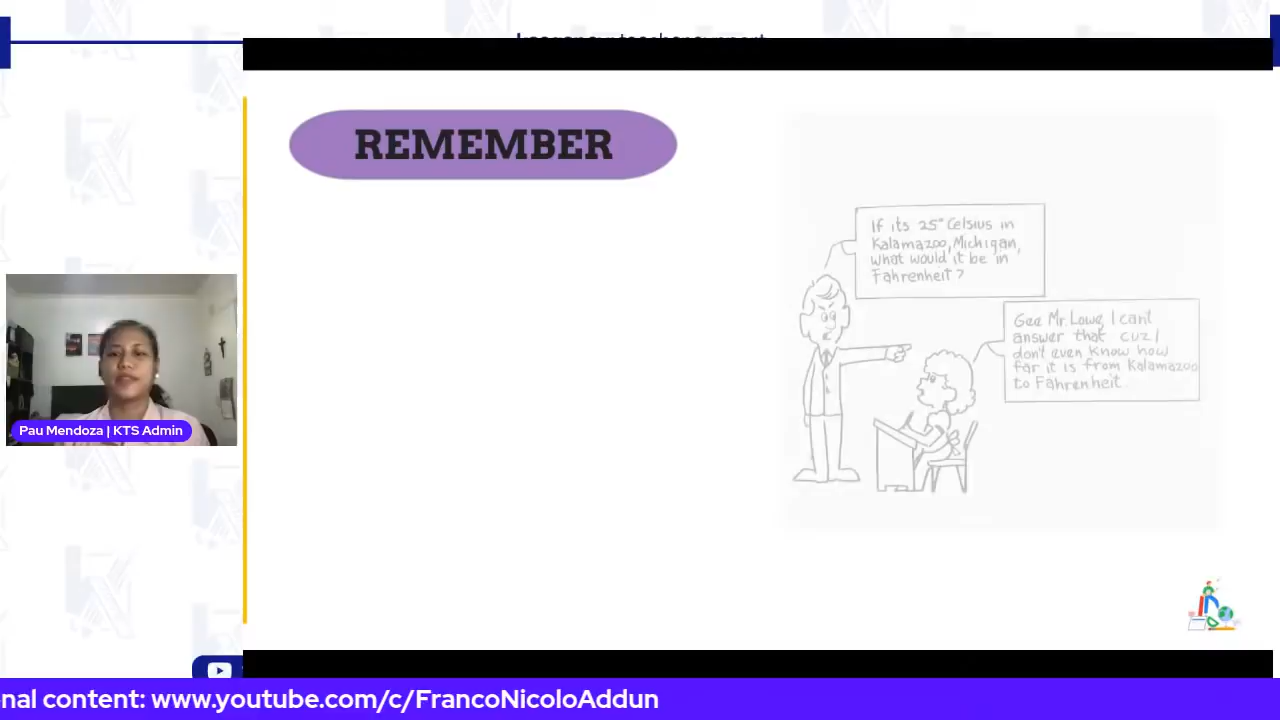 REMEMBER
If its 25° Celsius in
Kalamazoo, Michigan,
what would it be in
Fahrenheit?
Gee Mr. Lowe, I can't
answer that cuz I
don't even know how
far it is from Kalamazoo
to Fahrenheit
Pau Mendoza | KTS Admin
nal content: www.youtube.com/c/FrancoNicoloAddun